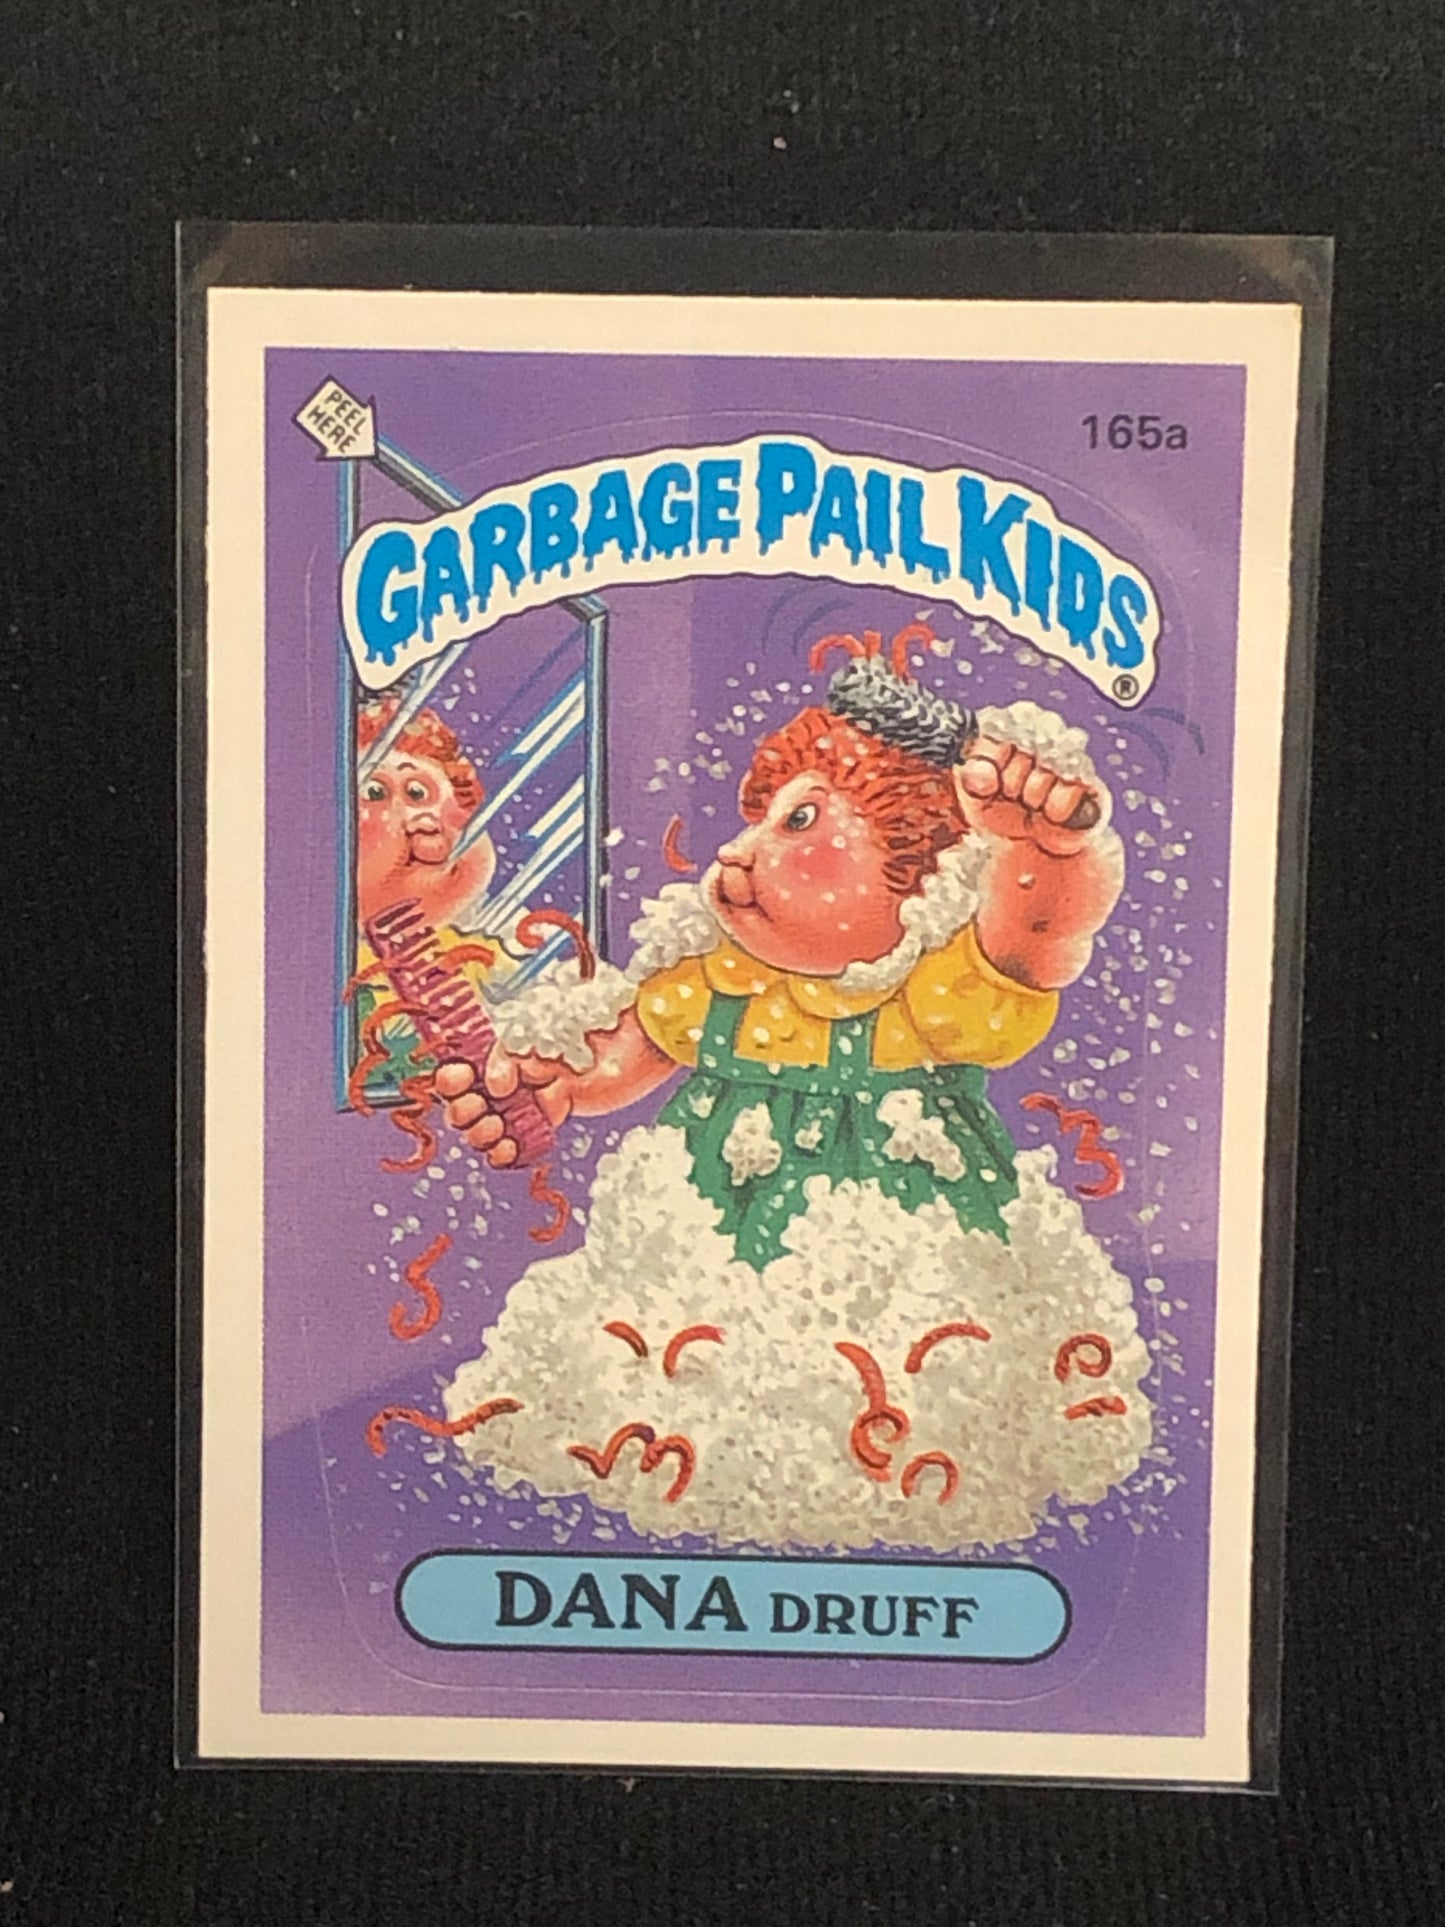 PEEL
HERE
165a
GARBAGE PAIL KIDS
®
DANA DRUFF